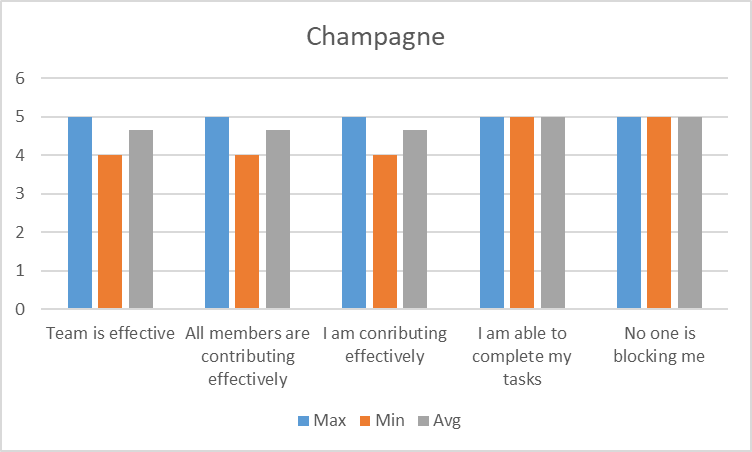 Champagne
6
5
4
3
2
1
0
Team is effective
All members are
contributing
effectively
I am conributing
effectively
I am able to
complete my
tasks
No one is
blocking me
Max Min Avg